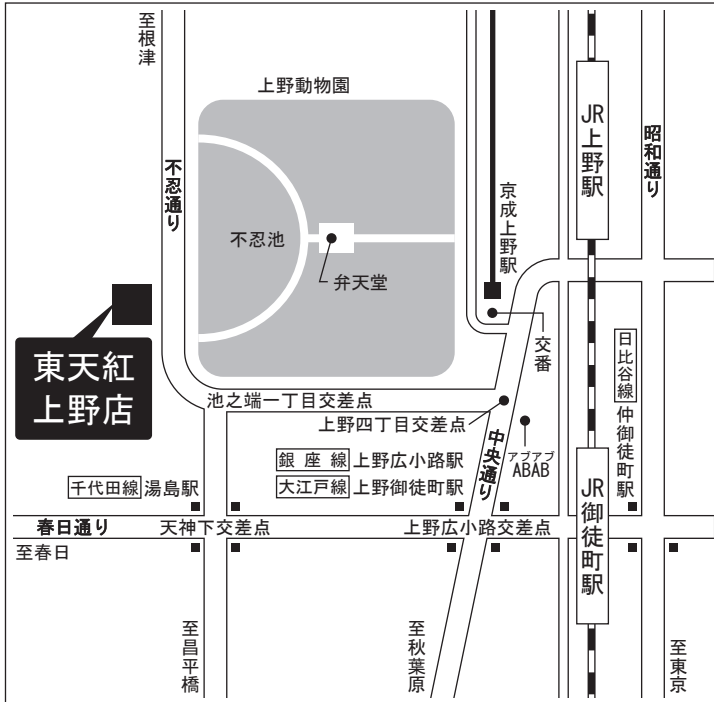 至根津
上野動物園
JR上野駅
昭和通り
不忍通り
京成上野駅
不忍池
弁天堂
交番
日比谷線
仲御徒町駅
東天紅
上野店
池之端一丁目交差点
上野四丁目交差点
中央通り
アブアブ
ABAB
銀座線 上野広小路駅
千代田線 湯島駅
大江戸線 上野御徒町駅
JR御徒町駅
春日通り
天神下交差点
上野広小路交差点
至春日
至昌平橋
至秋葉原
至東京